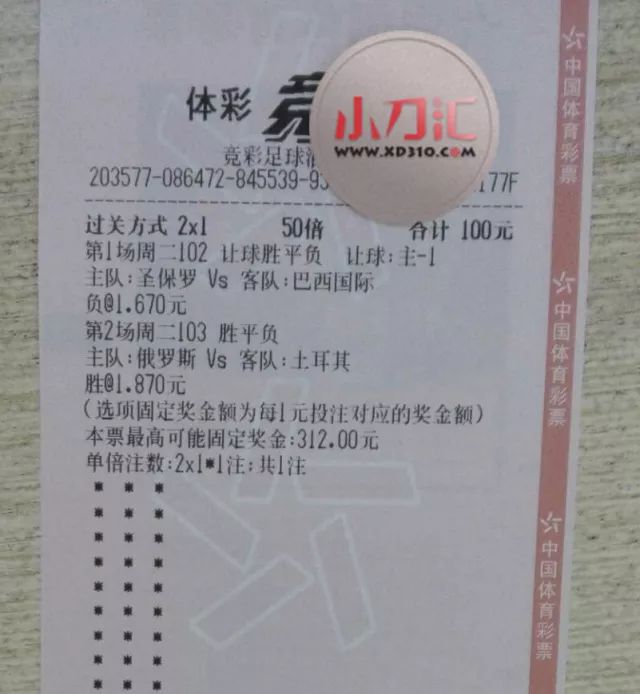 体彩 竞
小刀汇
WWW.XD310.COM
竞彩足球
203577-086472-845539-9 177F
过关方式 2x1 50倍 合计 100元
第1场周二102 让球胜平负 让球:主-1
主队:圣保罗 Vs 客队:巴西国际
负@1.670元
第2场周二103 胜平负
主队:俄罗斯 Vs 客队:土耳其
胜@1.870元
(选项固定奖金额为每1元投注对应的奖金额)
本票最高可能固定奖金:312.00元
单倍注数:2x1*1注;共1注
* * *
* * *
* * *
* * *
* * *
* * *
* * *
* * *
* * *
中国体育彩票
中国体育彩票
中国体育彩票